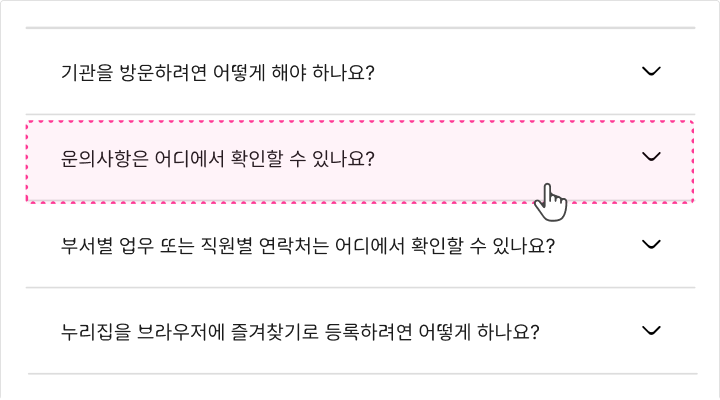 기관을 방문하려면 어떻게 해야 하나요?
문의사항은 어디에서 확인할 수 있나요?
부서별 업무 또는 직원별 연락처는 어디에서 확인할 수 있나요?
누리집을 브라우저에 즐겨찾기로 등록하려면 어떻게 하나요?